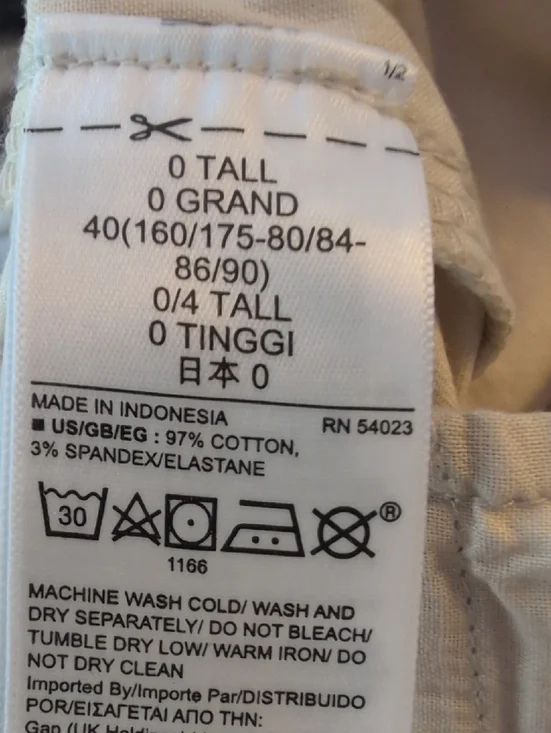 1/2
0 TALL
0 GRAND
40(160/175-80/84-
86/90)
0/4 TALL
0 TINGGI
日本 0
MADE IN INDONESIA
RN 54023
■ US/GB/EG : 97% COTTON,
3% SPANDEX/ELASTANE
30
®
1166
MACHINE WASH COLD/ WASH AND
DRY SEPARATELY/ DO NOT BLEACH/
TUMBLE DRY LOW/ WARM IRON/ DO
NOT DRY CLEAN
Imported By/Importe Par/DISTRIBUIDO
POR/ΕΙΣΑΓΕΤΑΙ ΑΠΟ ΤΗΝ:
Gap (UK